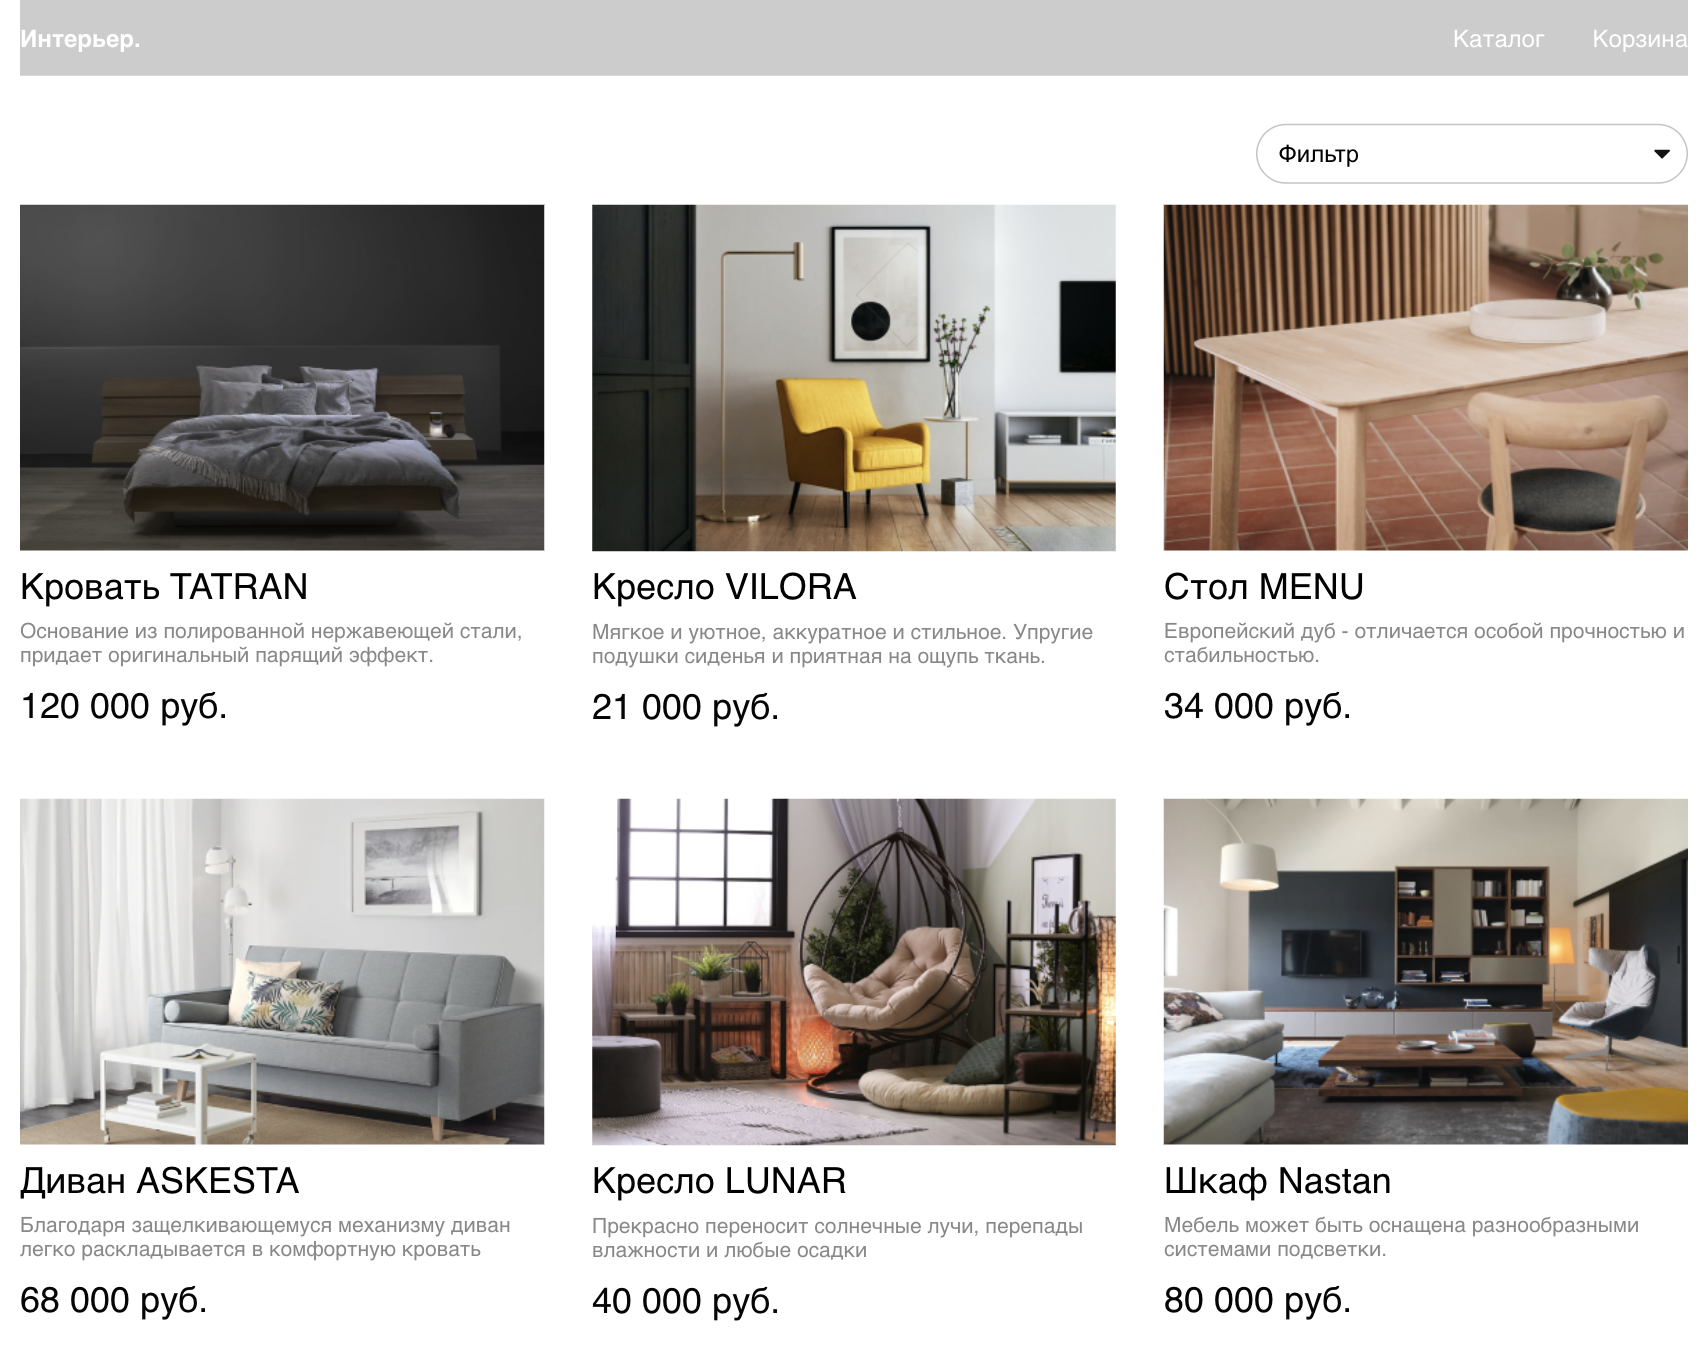 Интерьер.
Каталог
Корзина
Фильтр
Кровать TATRAN
Основание из полированной нержавеющей стали,
придает оригинальный парящий эффект.
120 000 руб.
Кресло VILORA
Мягкое и уютное, аккуратное и стильное. Упругие
подушки сиденья и приятная на ощупь ткань.
21 000 руб.
Стол MENU
Европейский дуб - отличается особой прочностью и
стабильностью.
34 000 руб.
Диван ASKESTA
Благодаря защелкивающемуся механизму диван
легко раскладывается в комфортную кровать
68 000 руб.
Кресло LUNAR
Прекрасно переносит солнечные лучи, перепады
влажности и любые осадки
40 000 руб.
Шкаф Nastan
Мебель может быть оснащена разнообразными
системами подсветки.
80 000 руб.